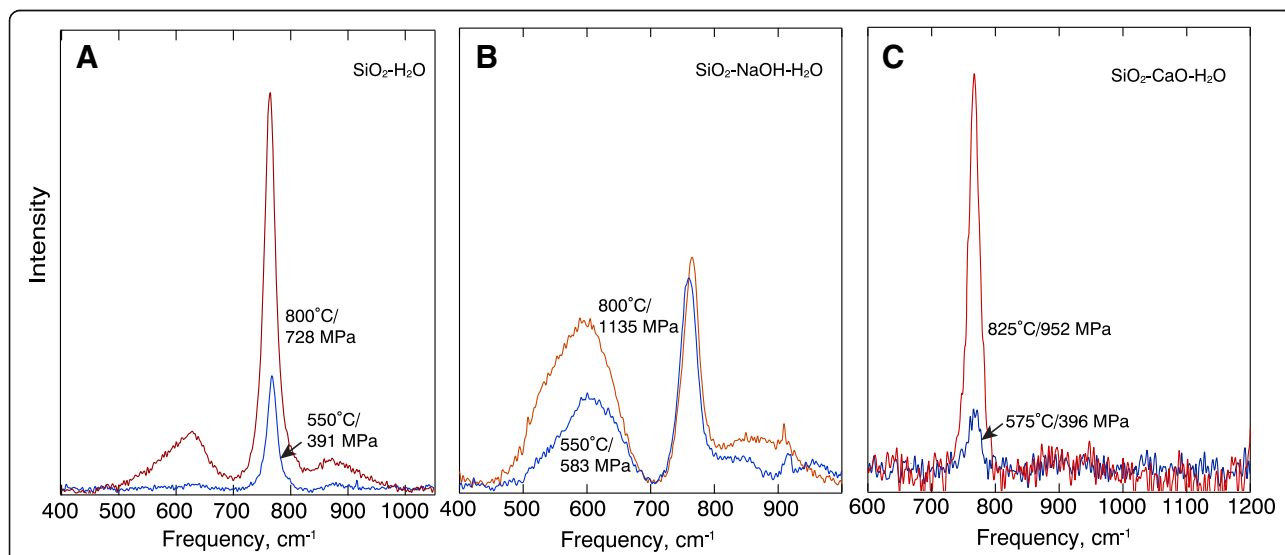 A
SiO₂-H₂O
Intensity
800°C/
728 MPa
550°C/
391 MPa
400 500 600 700 800 900 1000
Frequency, cm⁻¹
B
SiO₂-NaOH-H₂O
800°C/
1135 MPa
550°C/
583 MPa
400 500 600 700 800 900
Frequency, cm⁻¹
C
SiO₂-CaO-H₂O
825°C/952 MPa
575°C/396 MPa
600 700 800 900 1000 1100 1200
Frequency, cm⁻¹